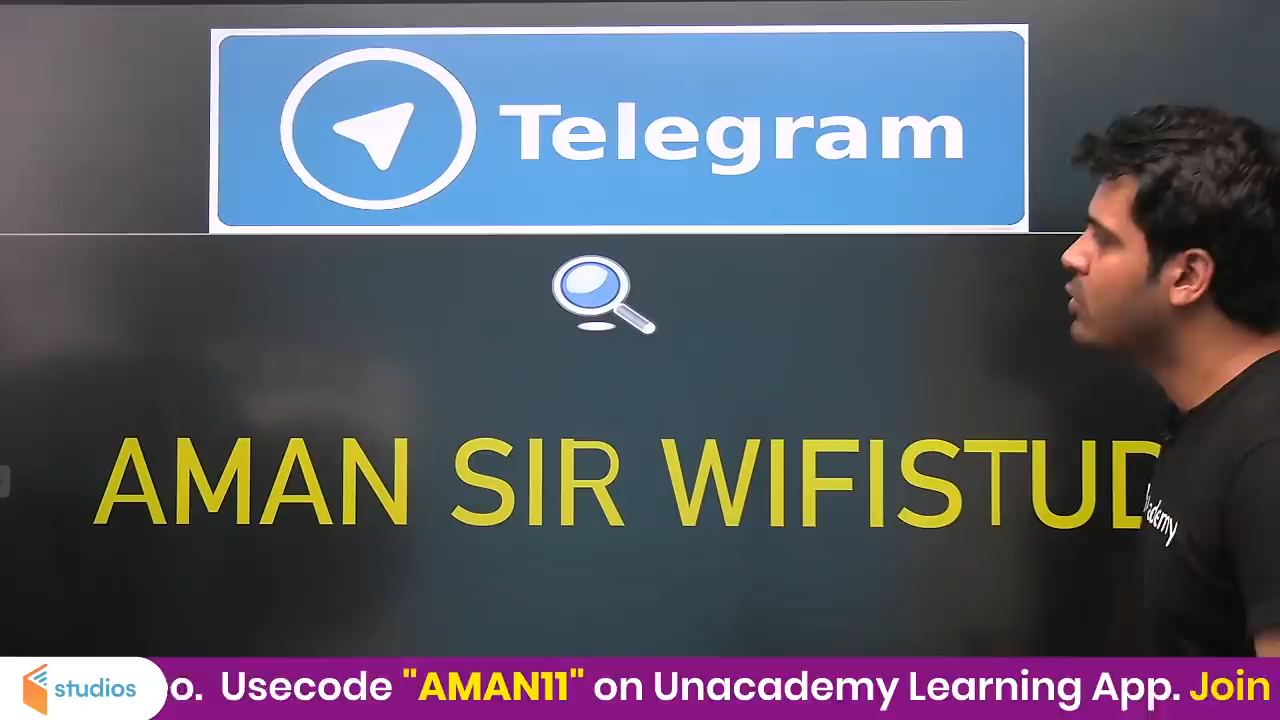 Telegram
AMAN SIR WIFISTUD
studios
o. Usecode "AMAN11" on Unacademy Learning App. Join